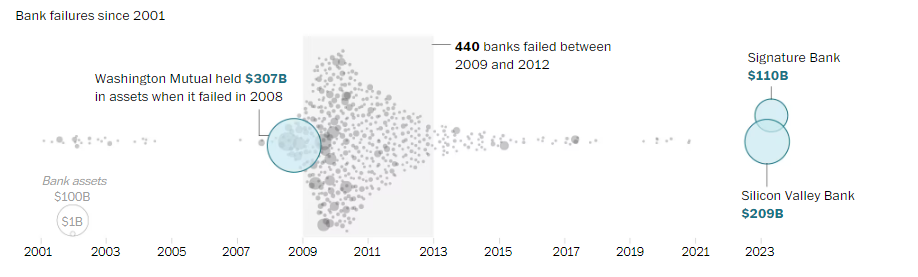 Bank failures since 2001
440 banks failed between
2009 and 2012
Signature Bank
$110B
Washington Mutual held $307B
in assets when it failed in 2008
Bank assets
$100B
$1B
Silicon Valley Bank
$209B
2001 2003 2005 2007 2009 2011 2013 2015 2017 2019 2021 2023